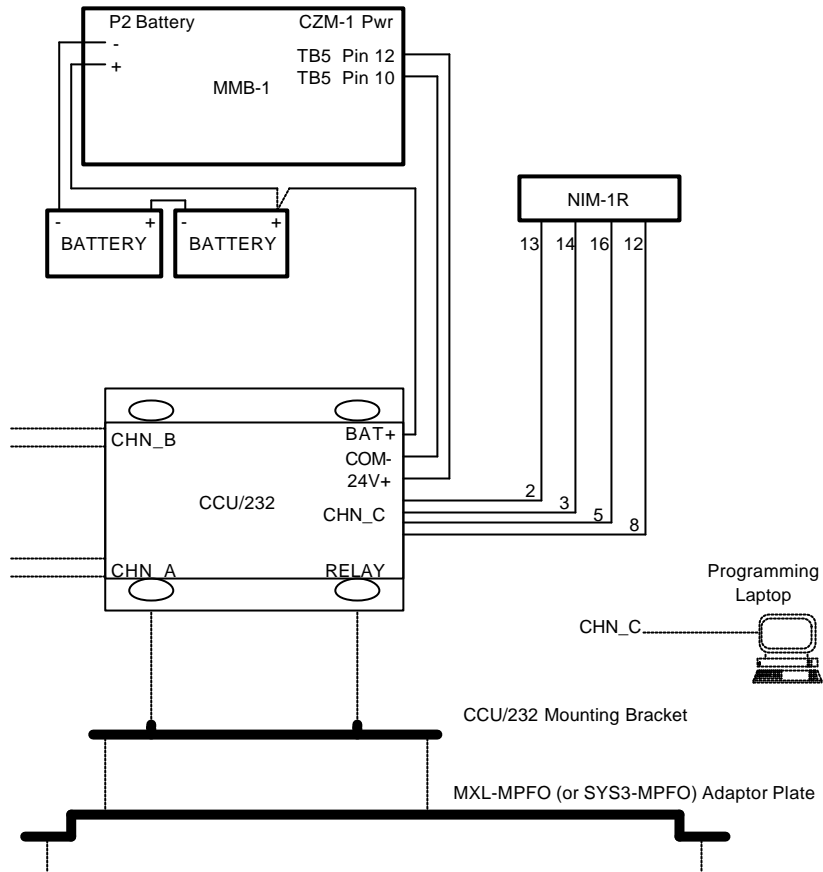 P2 Battery CZM-1 Pwr
-
+
TB5 Pin 12
TB5 Pin 10
MMB-1
- + - +
BATTERY BATTERY
NIM-1R
13 14 16 12
CHN_B
BAT+
COM-
24V+
CCU/232
CHN_C
2
3
5
8
CHN_A RELAY
Programming
Laptop
CHN_C
CCU/232 Mounting Bracket
MXL-MPFO (or SYS3-MPFO) Adaptor Plate